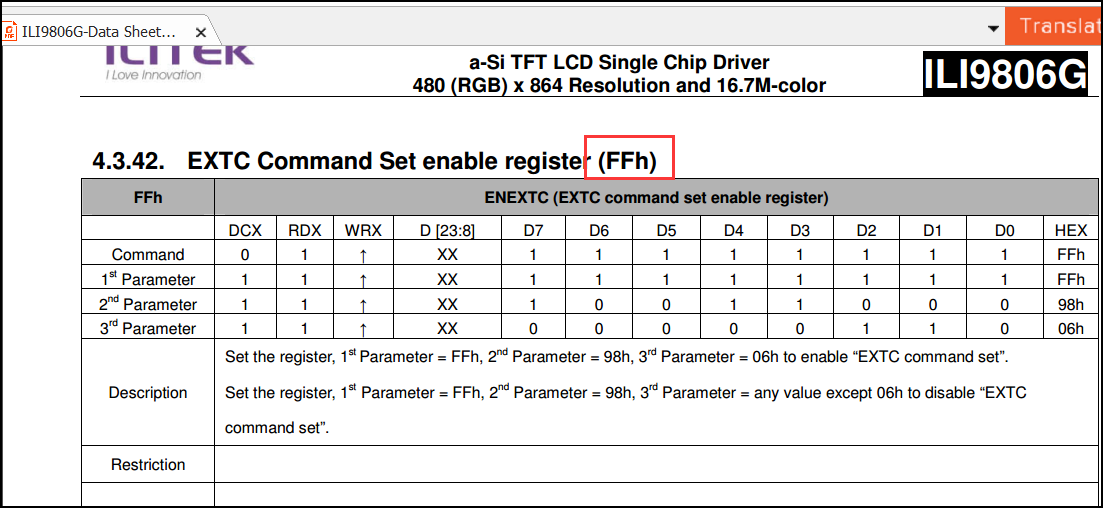 ILI9806G-Data Sheet...
Translat
ILITEK
I Love Innovation
a-Si TFT LCD Single Chip Driver
480 (RGB) x 864 Resolution and 16.7M-color
ILI9806G
4.3.42. EXTC Command Set enable register (FFh)
FFh ENEXTC (EXTC command set enable register)
DCX RDX WRX D [23:8] D7 D6 D5 D4 D3 D2 D1 D0 HEX
Command 0 1 ↑ XX 1 1 1 1 1 1 1 1 FFh
1st Parameter 1 1 ↑ XX 1 1 1 1 1 1 1 1 FFh
2nd Parameter 1 1 ↑ XX 1 0 0 1 1 0 0 0 98h
3rd Parameter 1 1 ↑ XX 0 0 0 0 0 1 1 0 06h
Description
Set the register, 1st Parameter = FFh, 2nd Parameter = 98h, 3rd Parameter = 06h to enable “EXTC command set”.
Set the register, 1st Parameter = FFh, 2nd Parameter = 98h, 3rd Parameter = any value except 06h to disable “EXTC
command set”.
Restriction